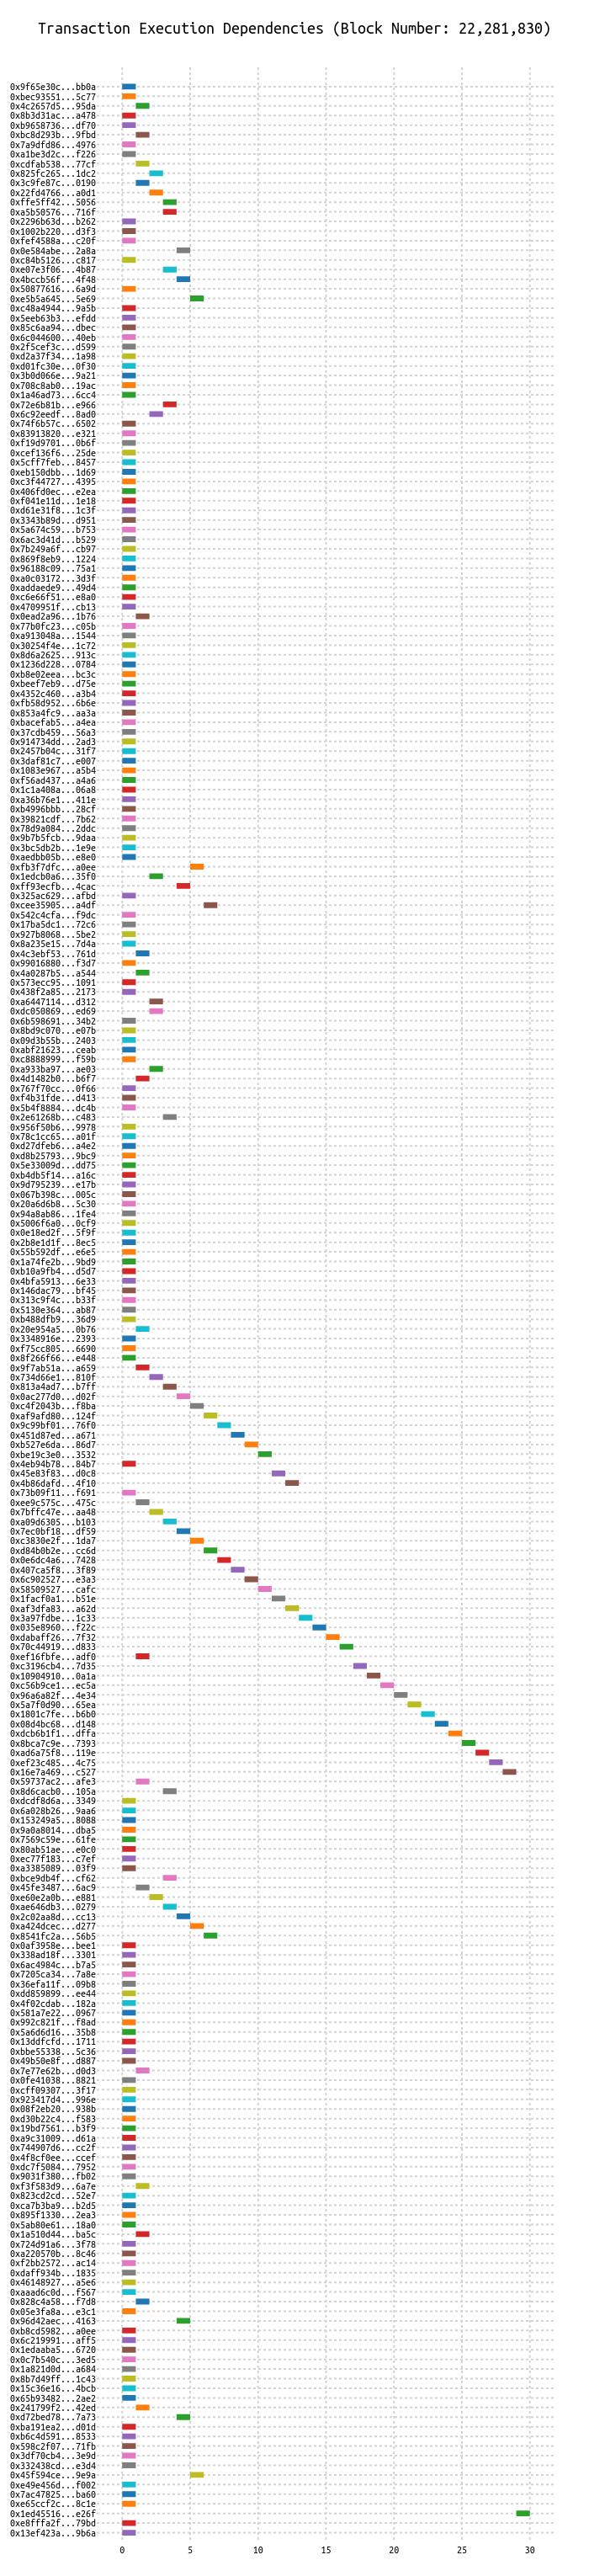 Transaction Execution Dependencies (Block Number: 22,281,830)
0x9f65e30c...bb0a
0xbec93551...5c77
0x4c2657d5...95da
0x8b3d31ac...a478
0xb9658736...df70
0xbc8d293b...9fbd
0x7a9dfd86...4976
0xa1be3d2c...f226
0xcdfab538...77cf
0x825fc265...1dc2
0x3c9fe87c...0190
0x22fd4766...a0d1
0xffe5ff42...5056
0xa5b50576...716f
0x2296b63d...b262
0x1002b220...d3f3
0xfef4588a...c20f
0x0e584abe...2a8a
0xc84b5126...c817
0xe07e3f06...4b87
0x4bccb56f...4f48
0x50877616...6a9d
0xe5b5a645...5e69
0xc48a4944...9a5b
0x5eeb63b3...efdd
0x85c6aa94...dbec
0x6c044600...40eb
0x2f5cef3c...d599
0xd2a37f34...1a98
0xd01fc30e...0f30
0x3b0d066e...9a21
0x708c8ab0...19ac
0x1a46ad73...6cc4
0x72e6b81b...e966
0x6c92eedf...8ad0
0x74f6b57c...6502
0x83913820...e321
0xf19d9701...0b6f
0xcef136f6...25de
0x5cff7feb...8457
0xeb150dbb...1d69
0xc3f44727...4395
0x406fd0ec...e2ea
0xf041e11d...1e18
0xd61e31f8...1c3f
0x3343b89d...d951
0x5a674c59...b753
0x6ac3d41d...b529
0x7b249a6f...cb97
0x869f8eb9...1224
0x96188c09...75a1
0xa0c03172...3d3f
0xaddaede9...49d4
0xc6e66f51...e8a0
0x4709951f...cb13
0x0ead2a96...1b76
0x77b0fc23...c05b
0xa913048a...1544
0x30254f4e...1c72
0x8d6a2625...913c
0x1236d228...0784
0xb8e02eea...bc3c
0xbeef7eb9...d75e
0x4352c460...a3b4
0xfb58d952...6b6e
0x853a4fc9...aa3a
0xbacefab5...a4ea
0x37cdb459...56a3
0x914734dd...2ad3
0x2457b04c...31f7
0x3daf81c7...e007
0x1083e967...a5b4
0xf56ad437...a4a6
0x1c1a408a...06a8
0xa36b76e1...411e
0xb4996bbb...28cf
0x39821cdf...7b62
0x78d9a084...2ddc
0x9b7b5fcb...9daa
0x3bc5db2b...1e9e
0xaedbb05b...e8e0
0xfb3f7dfc...a0ee
0x1edcb0a6...35f0
0xff93ecfb...4cac
0x325ac629...afbd
0xcee35905...a4df
0x542c4cfa...f9dc
0x17ba5dc1...72c6
0x927b8068...5be2
0x8a235e15...7d4a
0x4c3ebf53...761d
0x99016880...f3d7
0x4a0287b5...a544
0x573ecc95...1091
0x438f2a85...2173
0xa6447114...d312
0xdc050869...ed69
0x6b598691...34b2
0x8bd9c070...e07b
0x09d3b55b...2403
0xabf21623...ceab
0xc8888999...f59b
0xa933ba97...ae03
0x4d1482b0...b6f7
0x767f70cc...0f66
0xf4b31fde...d413
0x5b4f8884...dc4b
0x2e61268b...c483
0x956f50b6...9978
0x78c1cc65...a01f
0xd27dfeb6...a4e2
0xd8b25793...9bc9
0x5e33009d...dd75
0xb4db5f14...a16c
0x9d795239...e17b
0x067b398c...005c
0x20a6d6b8...5c30
0x94a8ab86...1fe4
0x5006f6a0...0cf9
0x0e18ed2f...5f9f
0x2b8e1d1f...8ec5
0x55b592df...e6e5
0x1a74fe2b...9bd9
0xb10a9fb4...d5d7
0x4bfa5913...6e33
0x146dac79...bf45
0x313c9f4c...b33f
0x5130e364...ab87
0xb488dfb9...36d9
0x20e954a5...0b76
0x3348916e...2393
0xf75cc805...6690
0x8f266f66...e448
0x9f7ab51a...a659
0x734d66e1...810f
0x813a4ad7...b7ff
0x0ac277d0...d02f
0xc4f2043b...f8ba
0xaf9afd80...124f
0x9c99bf01...76f0
0x451d87ed...a671
0xb527e6da...86d7
0xbe19c3e0...3532
0x4eb94b78...84b7
0x45e83f83...d0c8
0x4b86dafd...4f10
0x73b09f11...f691
0xee9c575c...475c
0x7bffc47e...aa48
0xa09d6305...b103
0x7ec0bf18...df59
0xc3830e2f...1da7
0xd84b0b2e...cc6d
0x0e6dc4a6...7428
0x407ca5f8...3f89
0x6c902527...e3a3
0x58509527...cafc
0x1facf0a1...b51e
0xaf3dfa83...a62d
0x3a97fdbe...1c33
0x035e8960...f22c
0xdabaff26...7f32
0x70c44919...d833
0xef16fbfe...adf0
0xc3196cb4...7d35
0x10904910...0a1a
0xc56b9ce1...ec5a
0x96a6a82f...4e34
0x5a7f0d90...65ea
0x1801c7fe...b6b0
0x08d4bc68...d148
0xdcb6b1f1...dffa
0x8bca7c9e...7393
0xad6a75f8...119e
0xef23c485...4c75
0x16e7a469...c527
0x59737ac2...afe3
0x8d6cacb0...105a
0xdcdf8d6a...3349
0x6a028b26...9aa6
0x153249a5...8088
0x9a0a8014...dba5
0x7569c59e...61fe
0x80ab51ae...e0c0
0xec77f183...c7ef
0xa3385089...03f9
0xbce9db4f...cf62
0x45fe3487...6ac9
0xe60e2a0b...e881
0xae646db3...0279
0x2c02aa8d...cc13
0xa424dcec...d277
0x8541fc2a...56b5
0x0af3958e...bee1
0x338ad18f...3301
0x6ac4984c...b7a5
0x7205ca34...7a8e
0x36efa11f...09b8
0xdd859899...ee44
0x4f02cdab...182a
0x581a7e22...0967
0x992c821f...f8ad
0x5a6d6d16...35b8
0x13ddfcfd...1711
0xbbe55338...5c36
0x49b50e8f...d887
0x7e77e62b...d0d3
0x0fe41038...8821
0xcff09307...3f17
0x923417d4...996e
0x08f2eb20...938b
0xd30b22c4...f583
0x19bd7561...b3f9
0xa9c31009...d61a
0x744907d6...cc2f
0x4f8cf0ee...ccef
0xdc7f5084...7952
0x9031f380...fb02
0xf3f583d9...6a7e
0x823cd2cd...52e7
0xca7b3ba9...b2d5
0x895f1330...2ea3
0x5ab80e61...18a0
0x1a510d44...ba5c
0x724d91a6...3f78
0xa220570b...8c46
0xf2bb2572...ac14
0xdaff934b...1835
0x46148927...a5e6
0xaaad6c0d...f567
0x828c4a58...f7d8
0x05e3fa8a...e3c1
0x96d42aec...4163
0xb8cd5982...a0ee
0x6c219991...aff5
0x1edaaba5...6720
0x0c7b540c...3ed5
0x1a821d0d...a684
0x8b7d49ff...1c43
0x15c36e16...4bcb
0x65b93482...2ae2
0x241799f2...42ed
0xd72bed78...7a73
0xba191ea2...d01d
0xb6c4d591...8533
0x598c2f07...71fb
0x3df70cb4...3e9d
0x332438cd...e3d4
0x45f594ce...9e9a
0xe49e456d...f002
0x7ac47825...ba60
0xe65ccf2c...8c1e
0x1ed45516...e26f
0xe8fffa2f...79bd
0x13ef423a...9b6a
0 5 10 15 20 25 30